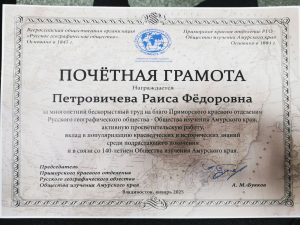 Всероссийская общественная организация
«Русское географическое общество»
Основано в 1845 г.
Приморское краевое отделение РГО
Общество изучения Амурского края
Основано в 1884 г.
ПОЧЁТНАЯ ГРАМОТА
Награждается
Петровичева Раиса Фёдоровна
за многолетний бескорыстный труд на благо Приморского краевого отделения
Русского географического общества - Общества изучения Амурского края,
активную просветительскую работу,
вклад в популяризацию краеведческих и исторических знаний
среди подрастающего поколения
и в связи со 140-летием Общества изучения Амурского края.
Председатель
Приморского краевого отделения
Русского географического общества -
Общества изучения Амурского края
А. М. Буяков
Владивосток, январь 2025